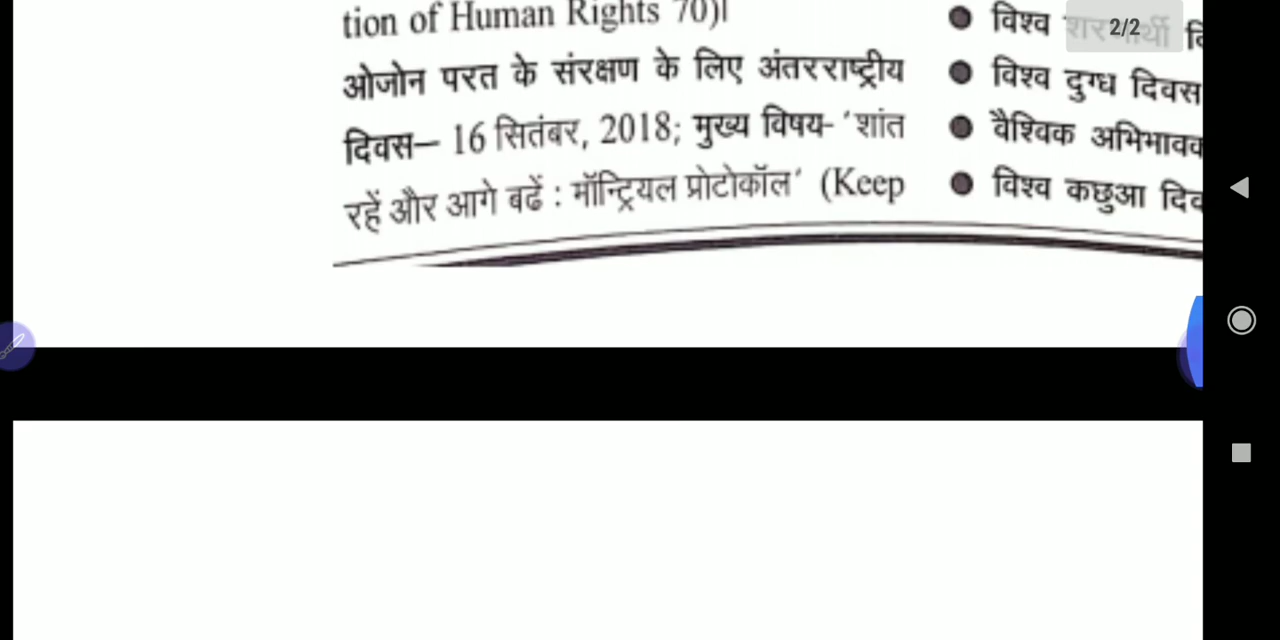 tion of Human Rights 70)।
ओजोन परत के संरक्षण के लिए अंतरराष्ट्रीय
दिवस– 16 सितंबर, 2018; मुख्य विषय- 'शांत
रहें और आगे बढें : मॉन्ट्रियल प्रोटोकॉल' (Keep
● विश्व शरणार्थी दि
● विश्व दुग्ध दिवस
● वैश्विक अभिभावक
● विश्व कछुआ दिव
2/2